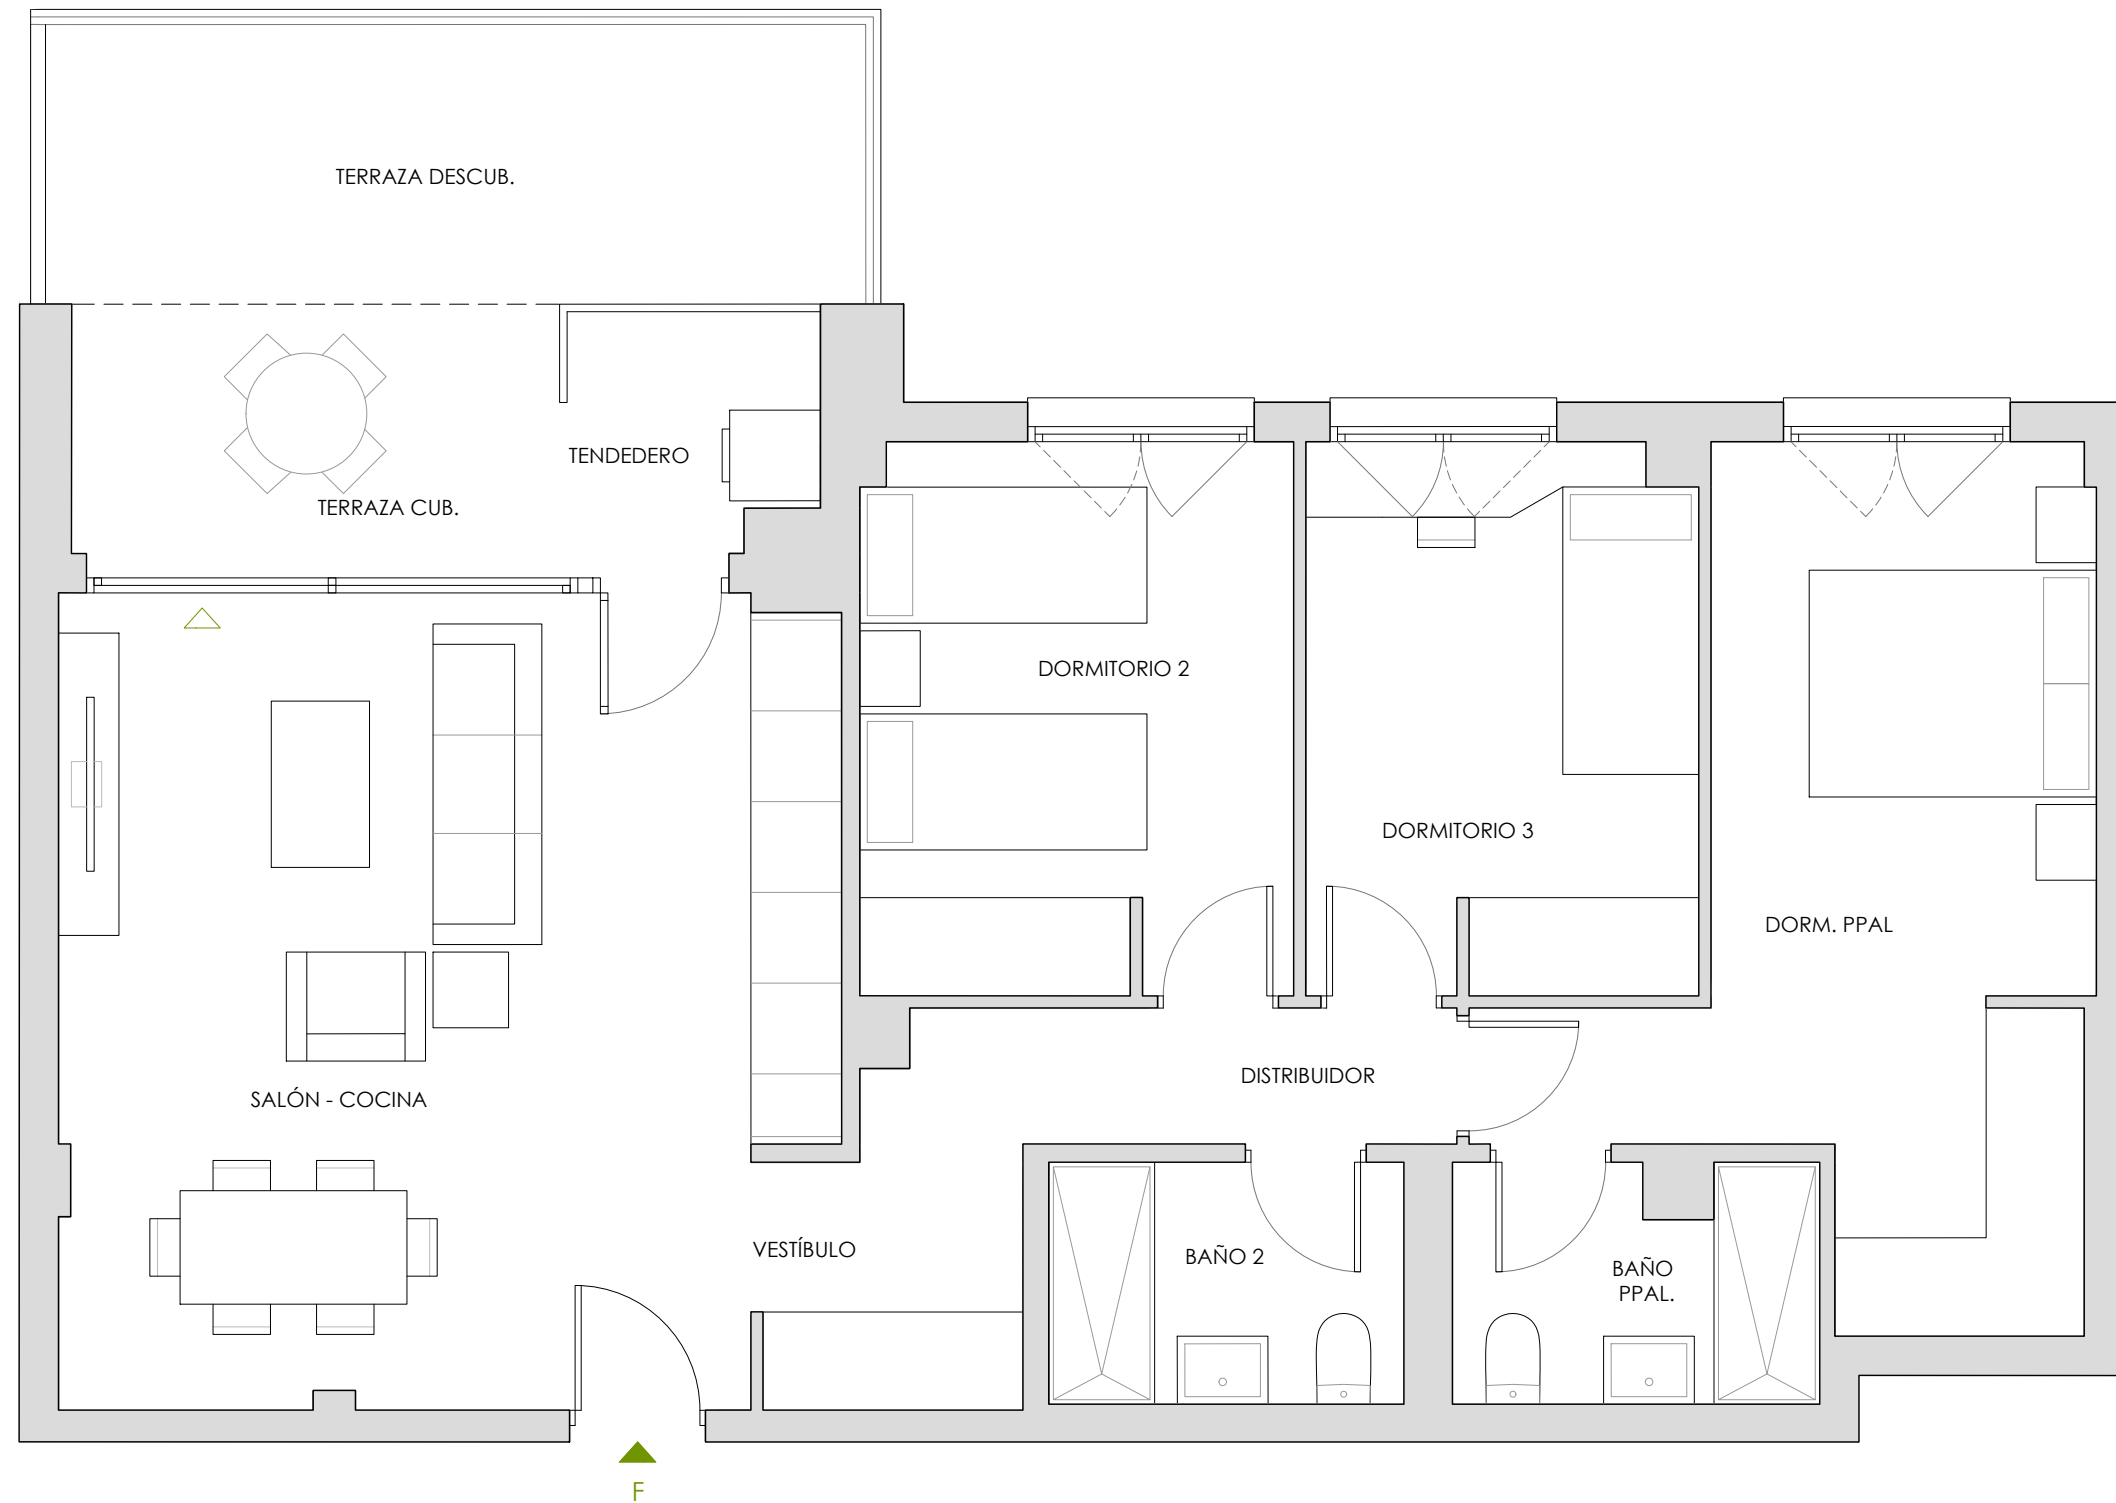 TERRAZA DESCUB.
TENDEDERO
TERRAZA CUB.
DORMITORIO 2
DORMITORIO 3
DORM. PPAL
DISTRIBUIDOR
SALÓN - COCINA
VESTÍBULO
BAÑO 2
BAÑO
PPAL.
F